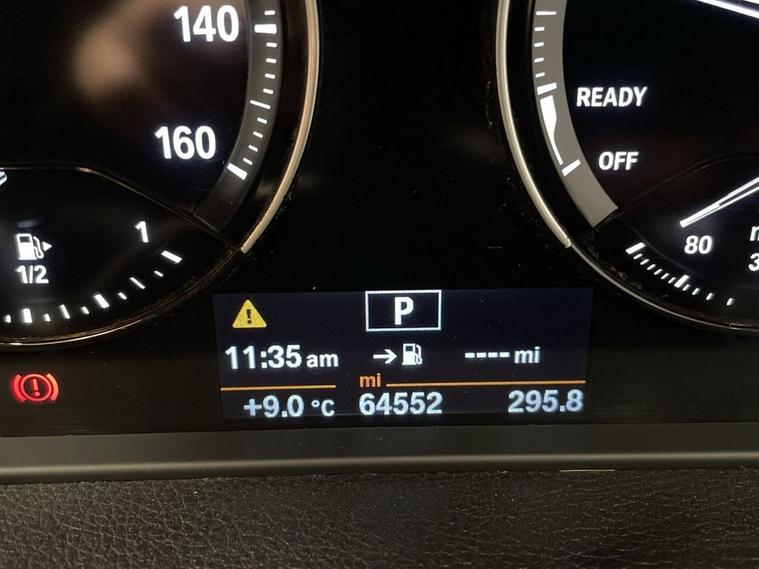 140
160
READY
OFF
1
1/2
80
P
11:35 am
---- mi
mi
+9.0 °C 64552 295.8